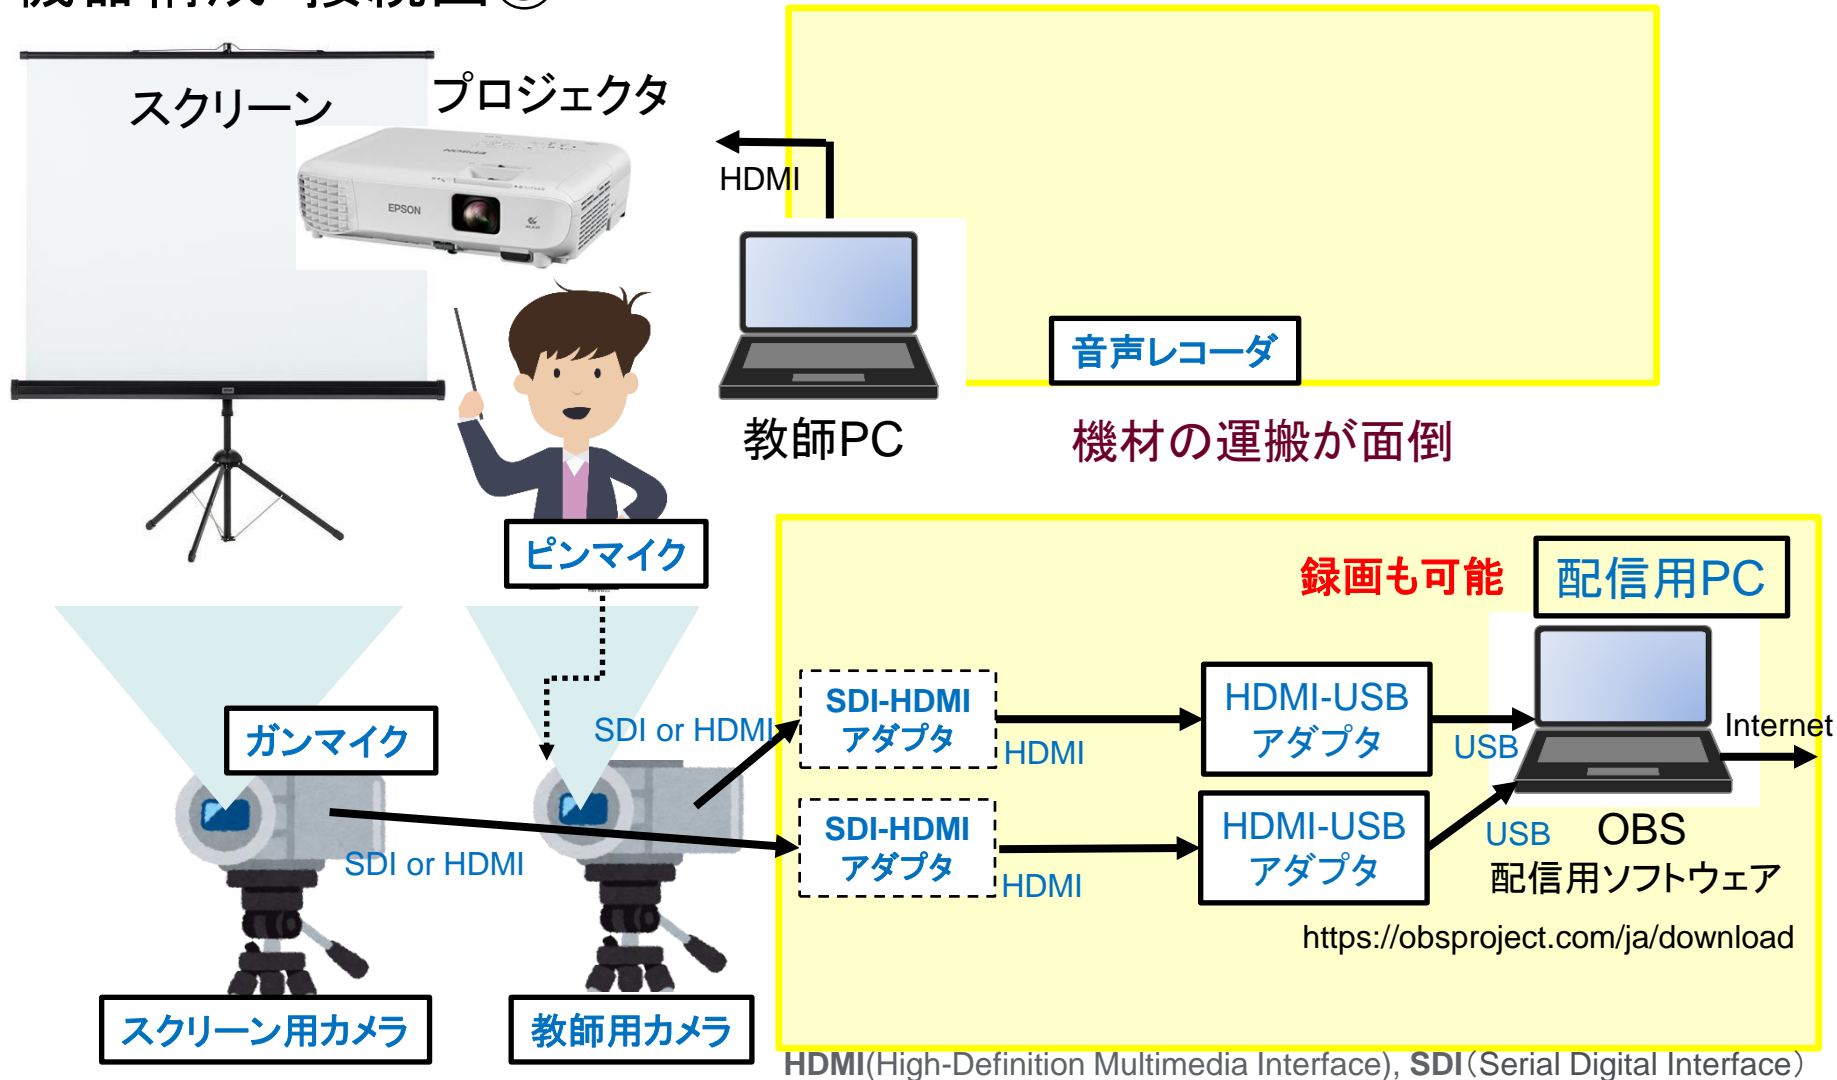 スクリーン
プロジェクタ
EPSON
HDMI
教師PC
音声レコーダ
機材の運搬が面倒
ピンマイク
録画も可能
配信用PC
ガンマイク
SDI or HDMI
SDI-HDMI
アダプタ
HDMI
HDMI-USB
アダプタ
USB
Internet
SDI or HDMI
SDI-HDMI
アダプタ
HDMI
HDMI-USB
アダプタ
USB
OBS
配信用ソフトウェア
https://obsproject.com/ja/download
スクリーン用カメラ
教師用カメラ
HDMI(High-Definition Multimedia Interface), SDI（Serial Digital Interface）